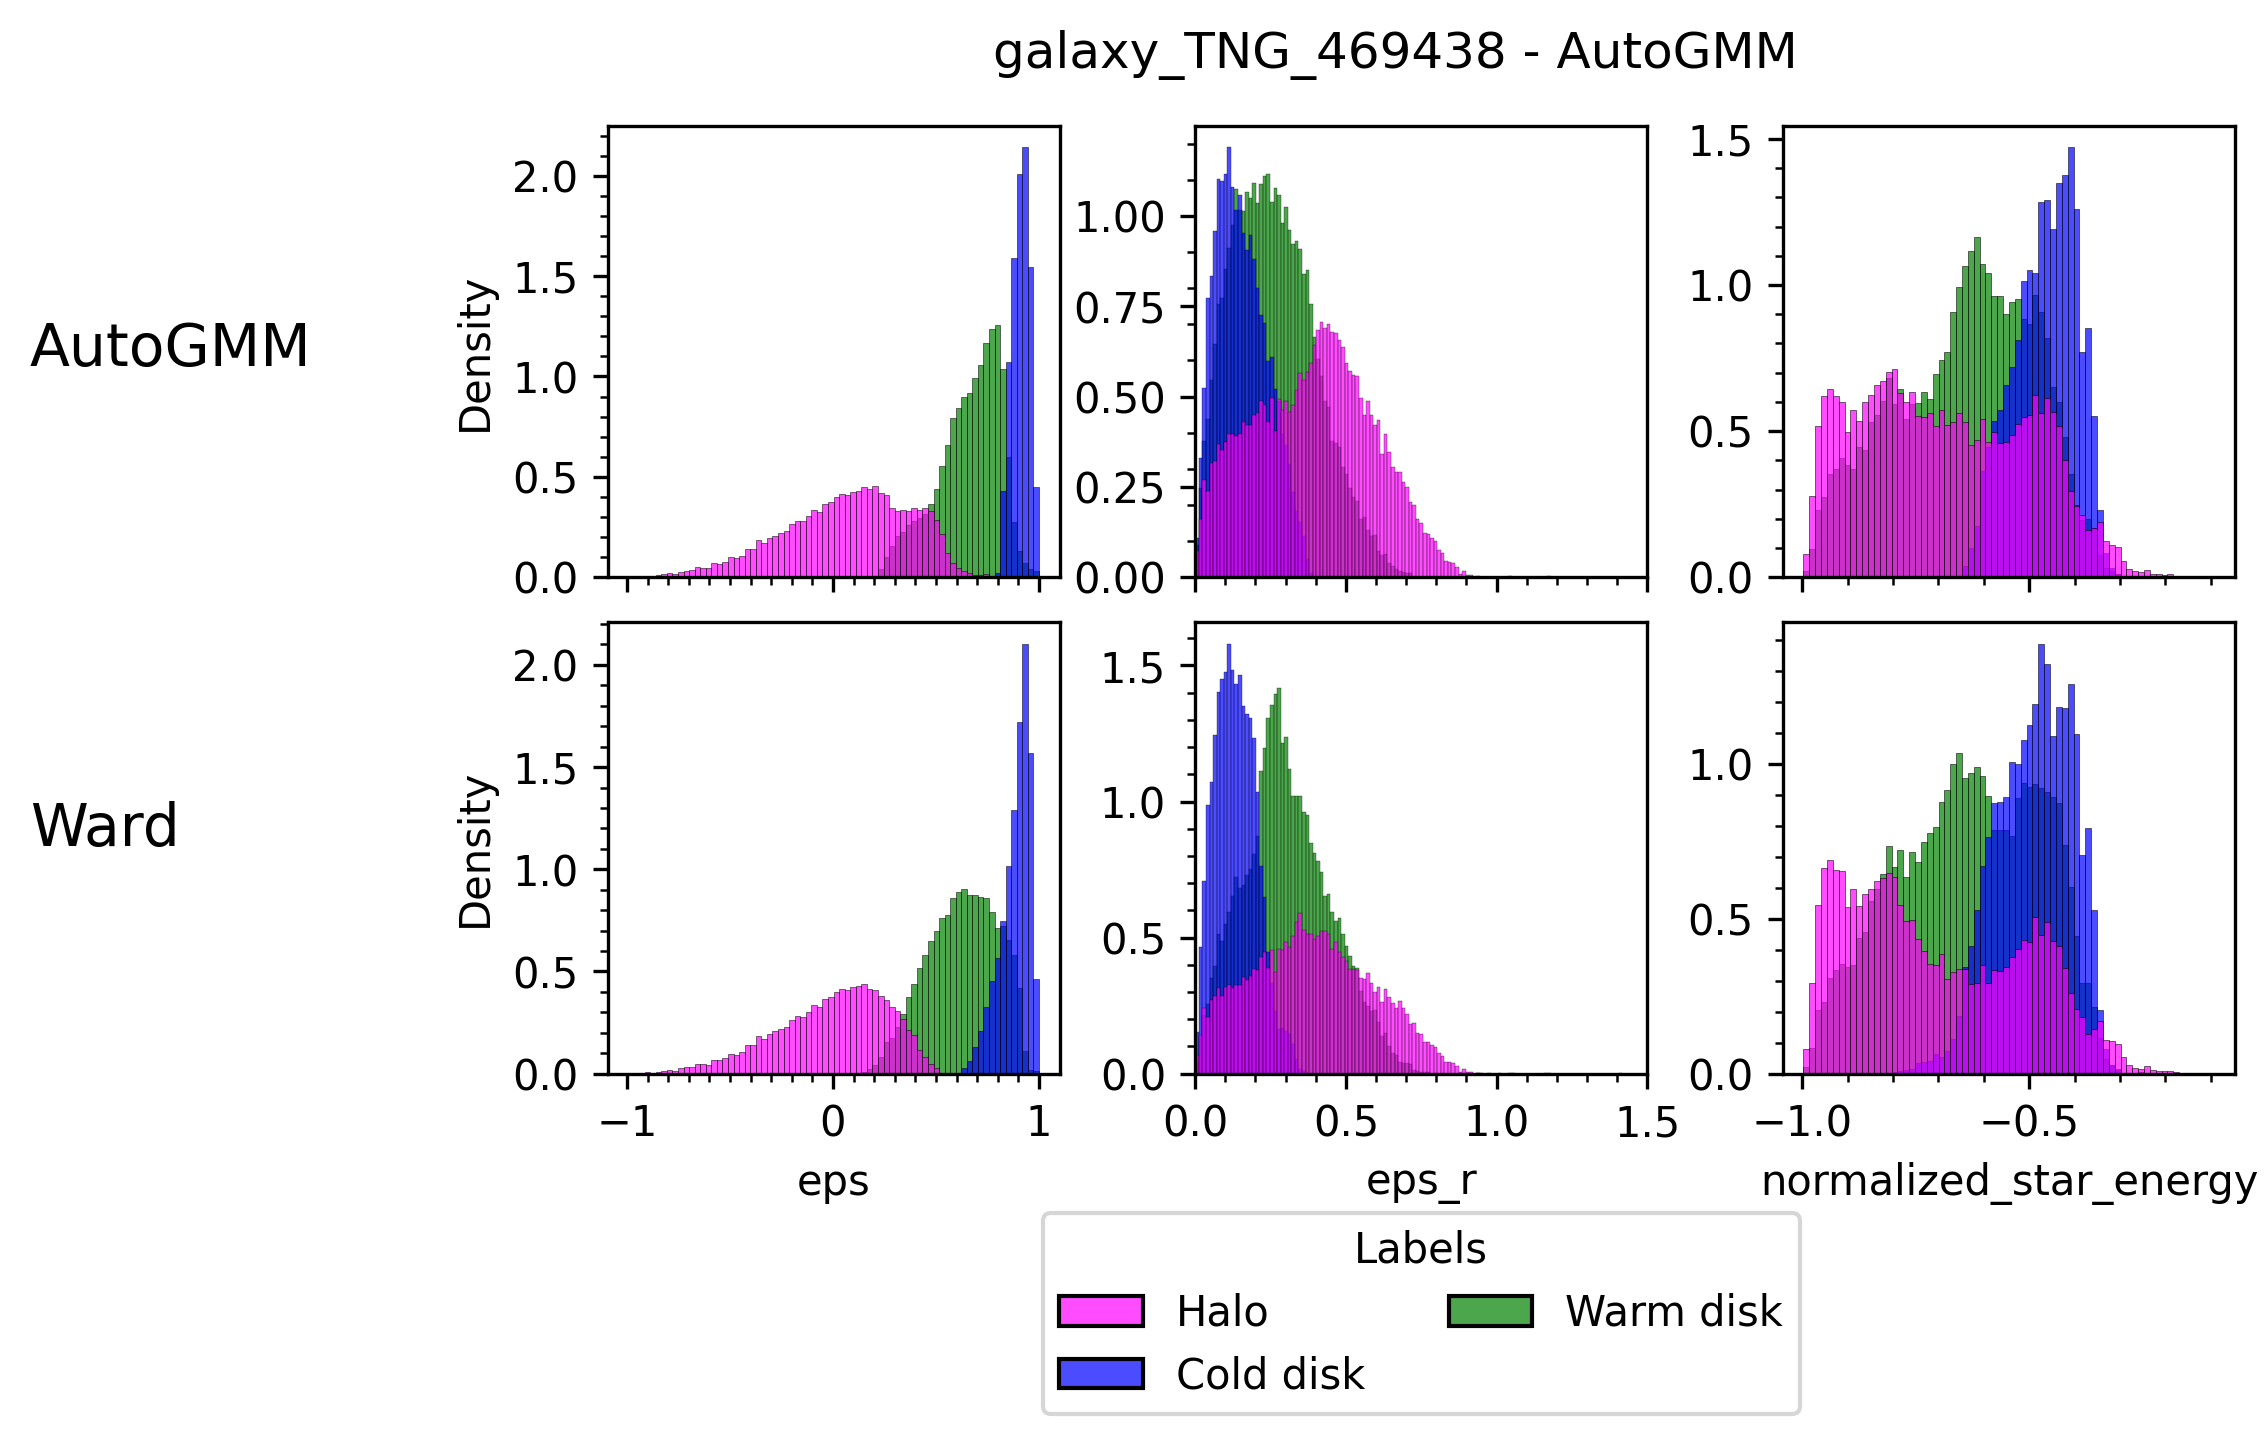 galaxy_TNG_469438 - AutoGMM
AutoGMM
Density
2.0
1.5
1.0
0.5
0.0
1.00
0.75
0.50
0.25
0.00
1.5
1.0
0.5
0.0
Ward
Density
2.0
1.5
1.0
0.5
0.0
1.5
1.0
0.5
0.0
1.0
0.5
0.0
−1 0 1
0.0 0.5 1.0 1.5
−1.0 −0.5
eps
eps_r
normalized_star_energy
Labels
Halo
Warm disk
Cold disk